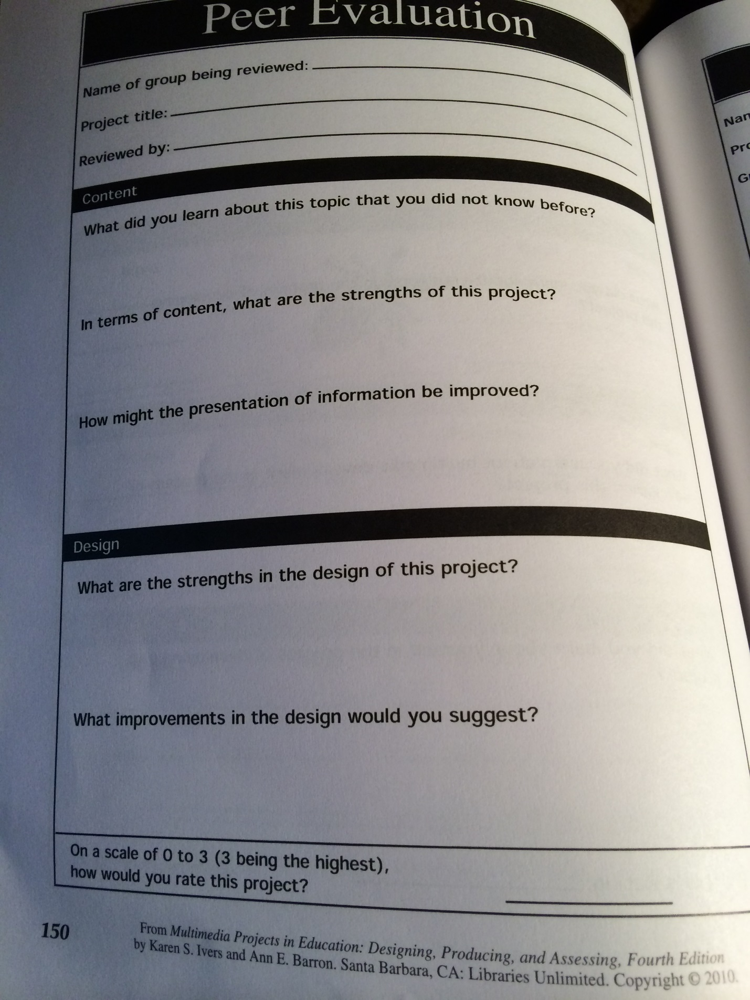 Peer Evaluation
Name of group being reviewed:
Project title:
Reviewed by:
Content
What did you learn about this topic that you did not know before?
In terms of content, what are the strengths of this project?
How might the presentation of information be improved?
Design
What are the strengths in the design of this project?
What improvements in the design would you suggest?
On a scale of 0 to 3 (3 being the highest),
how would you rate this project?
150
From Multimedia Projects in Education: Designing, Producing, and Assessing, Fourth Edition
by Karen S. Ivers and Ann E. Barron. Santa Barbara, CA: Libraries Unlimited. Copyright © 2010.